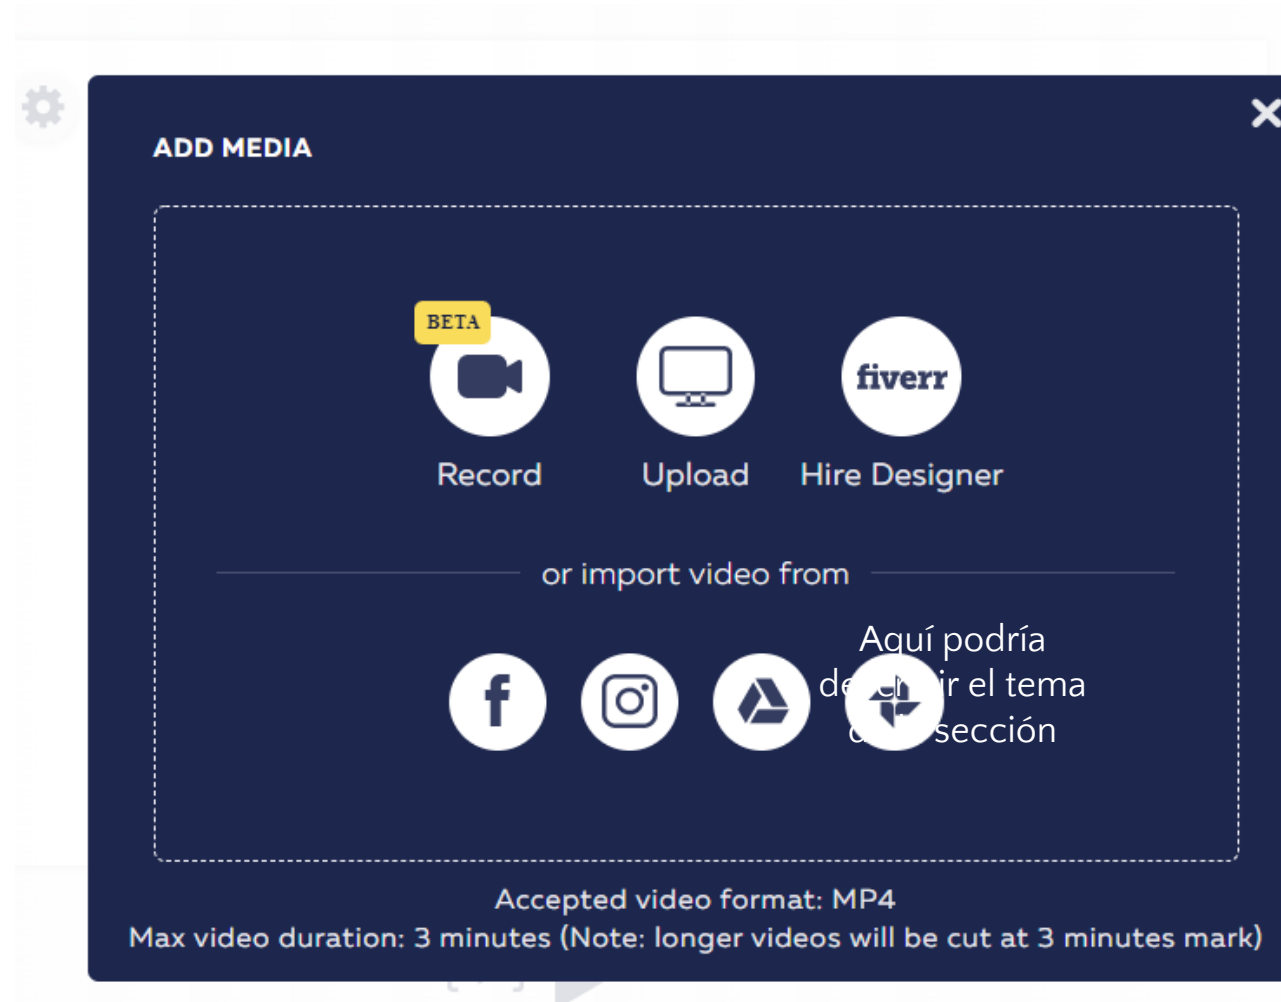 ADD MEDIA
BETA
fiverr
Record
Upload
Hire Designer
or import video from
Aquí podría
ir el tema
sección
Accepted video format: MP4
Max video duration: 3 minutes (Note: longer videos will be cut at 3 minutes mark)